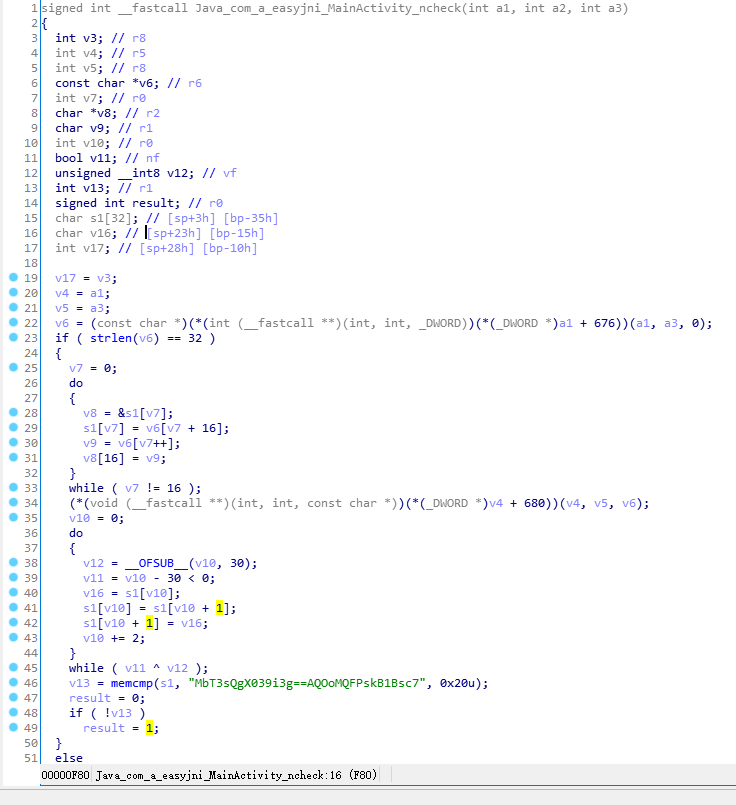 1 signed int __fastcall Java_com_a_easyjni_MainActivity_ncheck(int a1, int a2, int a3)
2 {
3 int v3; // r8
4 int v4; // r5
5 int v5; // r8
6 const char *v6; // r6
7 int v7; // r0
8 char *v8; // r2
9 char v9; // r1
10 int v10; // r0
11 bool v11; // nf
12 unsigned __int8 v12; // vf
13 int v13; // r1
14 signed int result; // r0
15 char s1[32]; // [sp+3h] [bp-35h]
16 char v16; // [sp+23h] [bp-15h]
17 int v17; // [sp+28h] [bp-10h]
18
19 v17 = v3;
20 v4 = a1;
21 v5 = a3;
22 v6 = (const char *)(*(int (__fastcall **)(int, int, _DWORD))(*(_DWORD *)a1 + 676))(a1, a3, 0);
23 if ( strlen(v6) == 32 )
24 {
25 v7 = 0;
26 do
27 {
28 v8 = &s1[v7];
29 s1[v7] = v6[v7 + 16];
30 v9 = v6[v7++];
31 v8[16] = v9;
32 }
33 while ( v7 != 16 );
34 (*(void (__fastcall **)(int, int, const char *))(*(_DWORD *)v4 + 680))(v4, v5, v6);
35 v10 = 0;
36 do
37 {
38 v12 = __OFSUB__(v10, 30);
39 v11 = v10 - 30 < 0;
40 v16 = s1[v10];
41 s1[v10] = s1[v10 + 1];
42 s1[v10 + 1] = v16;
43 v10 += 2;
44 }
45 while ( v11 ^ v12 );
46 v13 = memcmp(s1, "MbT3sQgX039i3g==AQOoMQFPskB1Bsc7", 0x20u);
47 result = 0;
48 if ( !v13 )
49 result = 1;
50 }
51 else
00000F80 Java_com_a_easyjni_MainActivity_ncheck:16 (F80)